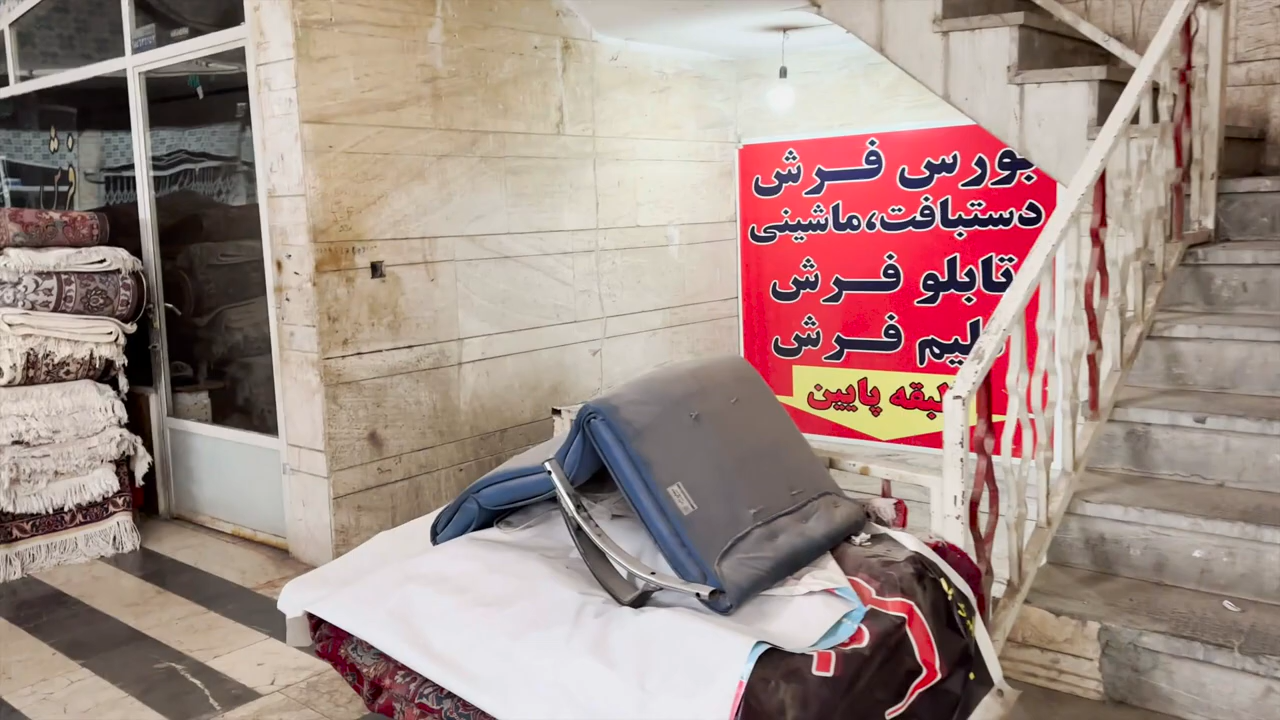 بورس فرش
دستبافت،ماشینی
تابلو فرش
لیم فرش
طبقه پایین